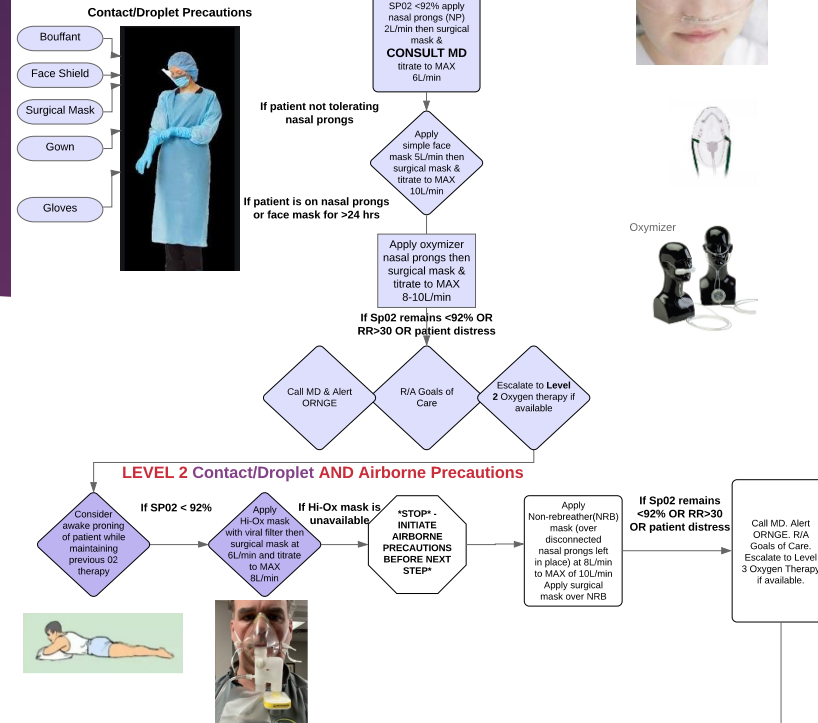 Contact/Droplet Precautions
Bouffant
Face Shield
Surgical Mask
Gown
Gloves
SP02 <92% apply
nasal prongs (NP)
2L/min then surgical
mask &
CONSULT MD
titrate to MAX
6L/min
If patient not tolerating
nasal prongs
Apply
simple face
mask 5L/min then
surgical mask &
titrate to MAX
10L/min
If patient is on nasal prongs
or face mask for >24 hrs
Oxymizer
Apply oxymizer
nasal prongs then
surgical mask &
titrate to MAX
8-10L/min
If Sp02 remains <92% OR
RR>30 OR patient distress
Call MD & Alert
ORNGE
R/A Goals of
Care
Escalate to Level
2 Oxygen therapy if
available
LEVEL 2 Contact/Droplet AND Airborne Precautions
Consider
awake proning
of patient while
maintaining
previous 02
therapy
If SP02 < 92%
Apply
Hi-Ox mask
with viral filter then
surgical mask at
6L/min and titrate
to MAX
8L/min
If Hi-Ox mask is
unavailable
*STOP* -
INITIATE
AIRBORNE
PRECAUTIONS
BEFORE NEXT
STEP*
Apply
Non-rebreather(NRB)
mask (over
disconnected
nasal prongs left
in place) at 8L/min
to MAX of 10L/min
Apply surgical
mask over NRB
If Sp02 remains
<92% OR RR>30
OR patient distress
Call MD. Alert
ORNGE. R/A
Goals of Care.
Escalate to Level
3 Oxygen Therapy
if available.